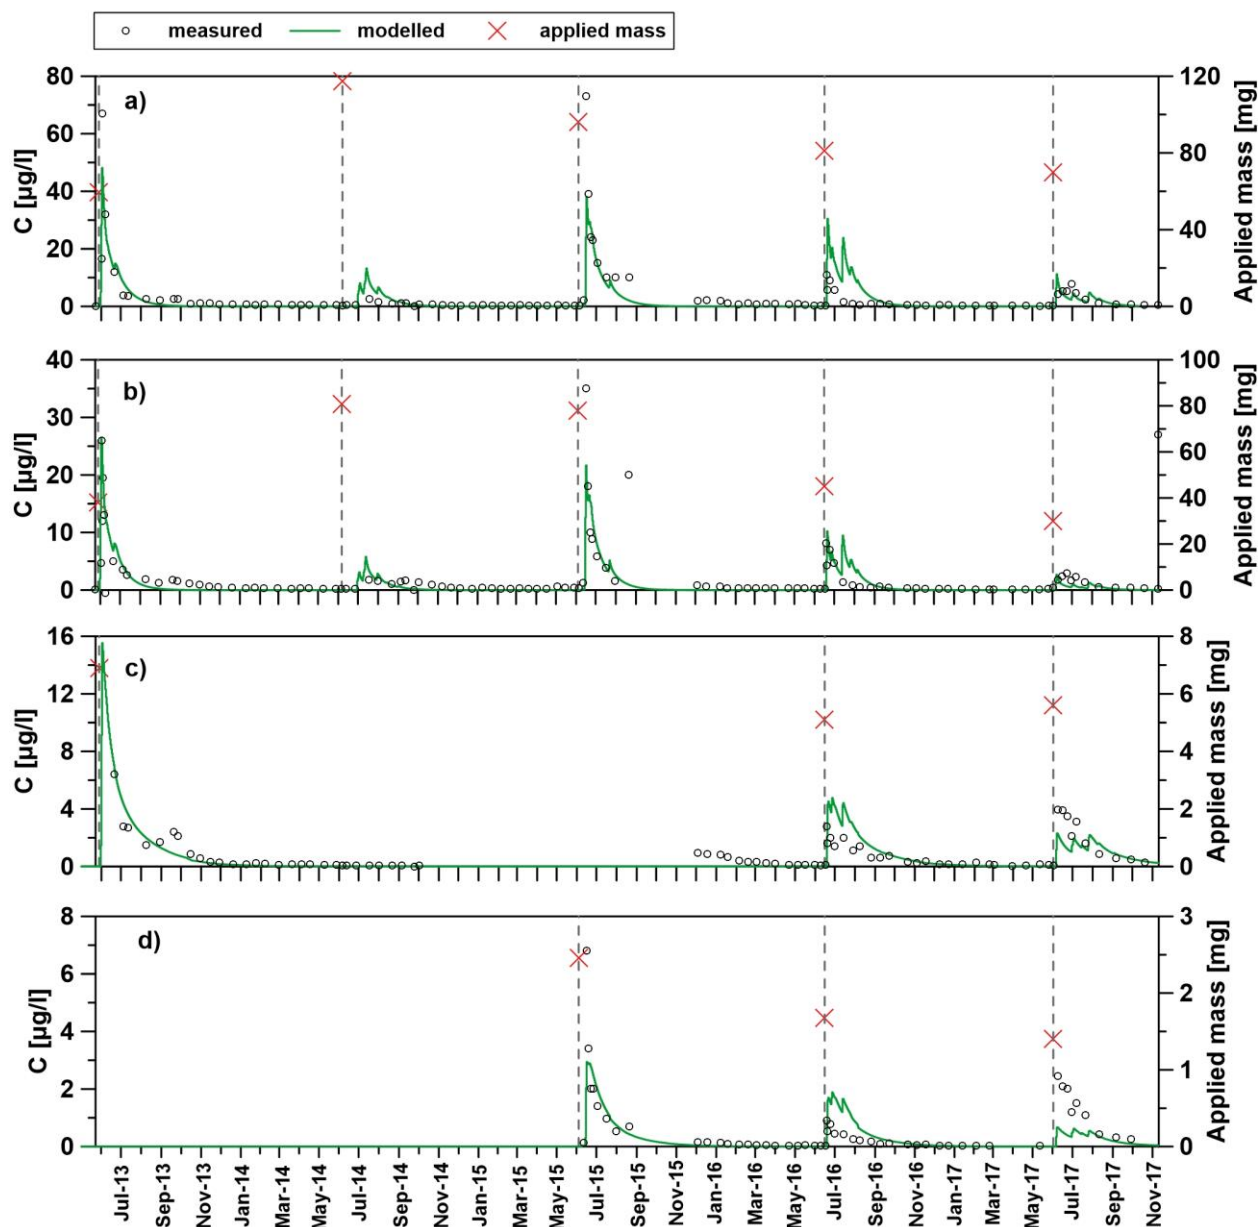 measured modelled applied mass
a)
C [µg/l]
80
60
40
20
0
120
80
40
0
Applied mass [mg]
b)
C [µg/l]
40
30
20
10
0
100
80
60
40
20
0
Applied mass [mg]
c)
C [µg/l]
16
12
8
4
0
8
6
4
2
0
Applied mass [mg]
d)
C [µg/l]
8
6
4
2
0
3
2
1
0
Applied mass [mg]
Jul-13 Sep-13 Nov-13 Jan-14 Mar-14 May-14 Jul-14 Sep-14 Nov-14 Jan-15 Mar-15 May-15 Jul-15 Sep-15 Nov-15 Jan-16 Mar-16 May-16 Jul-16 Sep-16 Nov-16 Jan-17 Mar-17 May-17 Jul-17 Sep-17 Nov-17